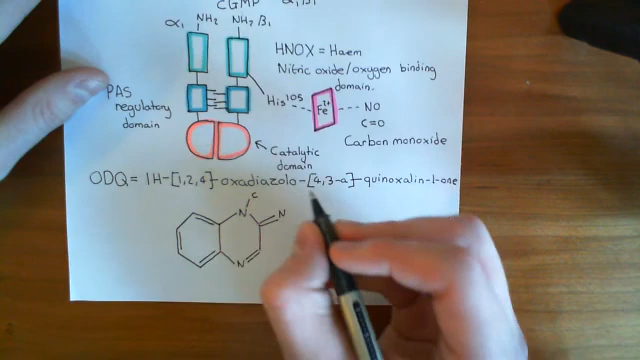 CGMP α₁β₁
α₁ NH₂ NH₂ β₁
HNOX = Haem
Nitric oxide/oxygen binding
domain.
PAS
regulatory
domain
His¹⁰⁵
Fe²⁺
NO
C=O
Carbon monoxide
Catalytic
domain
ODQ = 1H-[1,2,4]-oxadiazolo-[4,3-a]-quinoxalin-1-one
C
N
N
N